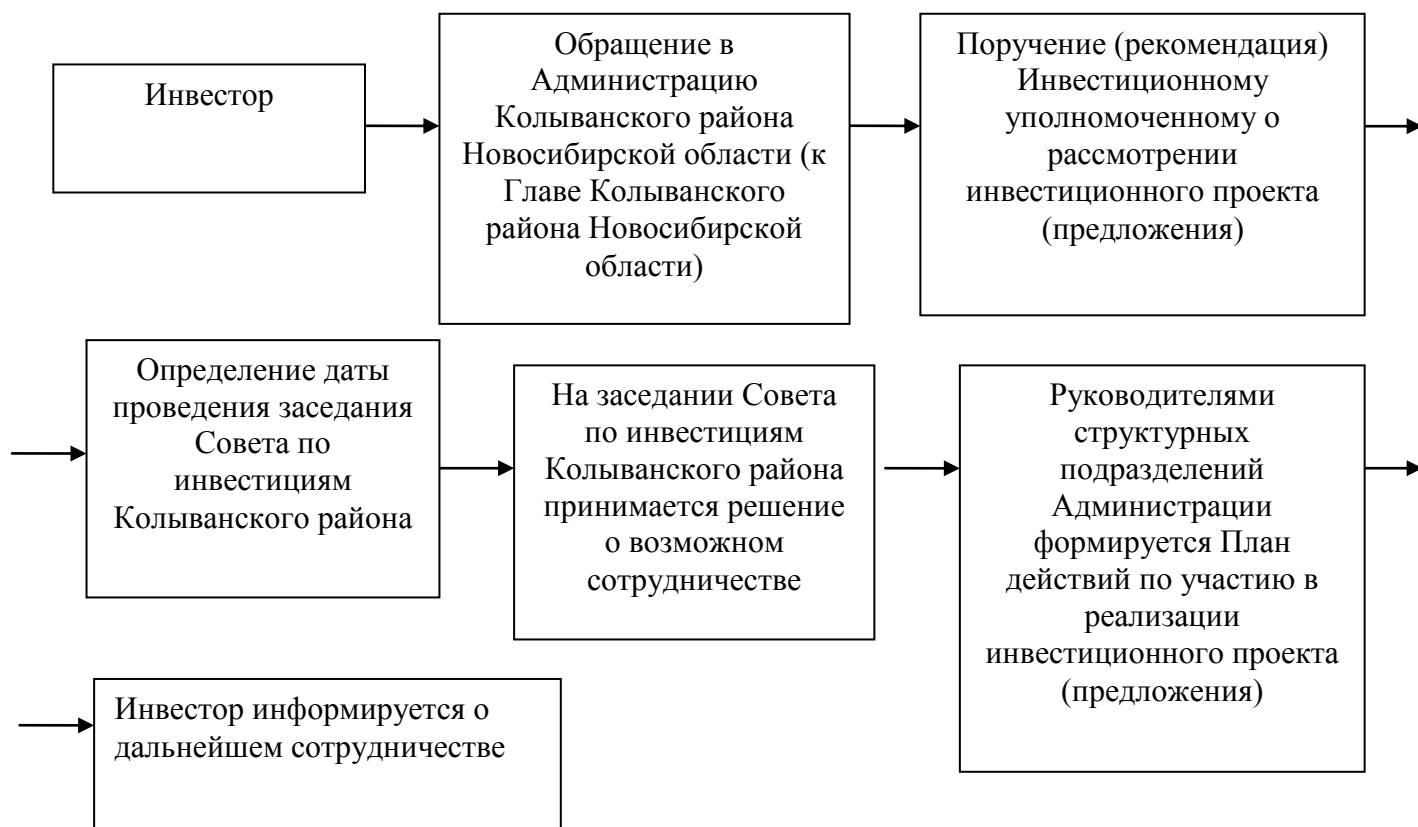 Инвестор
Обращение в
Администрацию
Колыванского района
Новосибирской области (к
Главе Колыванского
района Новосибирской
области)
Поручение (рекомендация)
Инвестиционному
уполномоченному о
рассмотрении
инвестиционного проекта
(предложения)
Определение даты
проведения заседания
Совета по
инвестициям
Колыванского района
На заседании Совета
по инвестициям
Колыванского района
принимается решение
о возможном
сотрудничестве
Руководителями
структурных
подразделений
Администрации
формируется План
действий по участию в
реализации
инвестиционного проекта
(предложения)
Инвестор информируется о
дальнейшем сотрудничестве